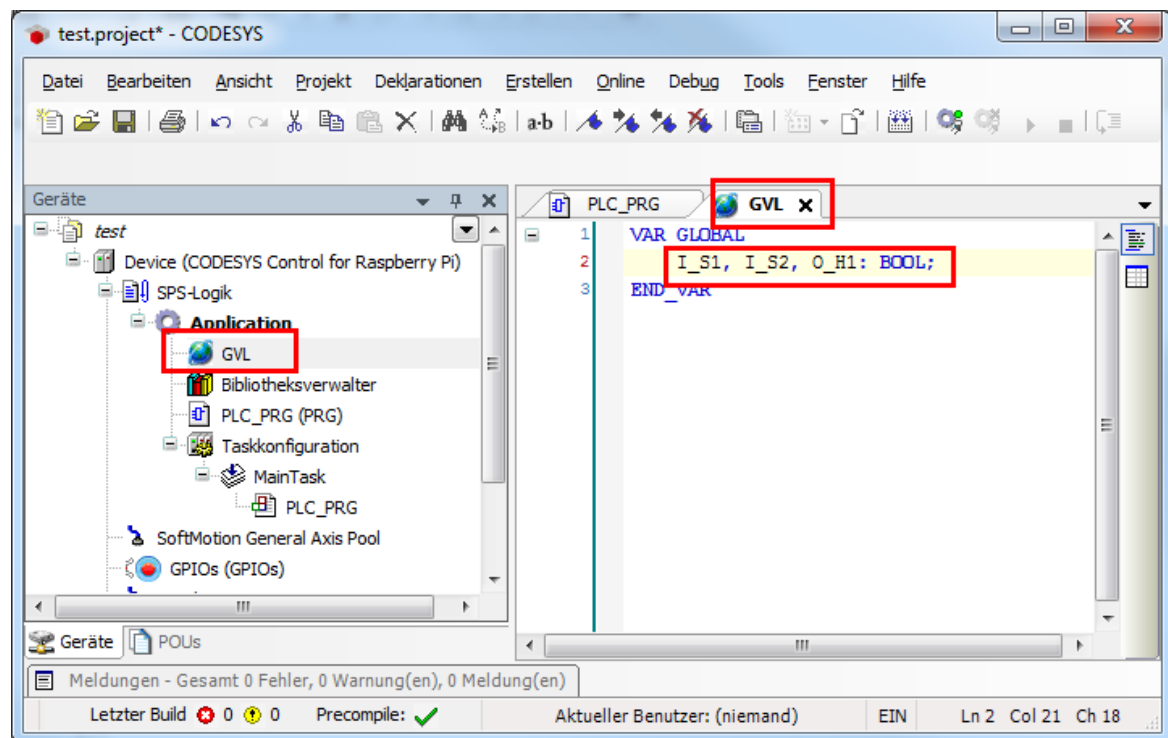 test.project* - CODESYS
Datei Bearbeiten Ansicht Projekt Deklarationen Erstellen Online Debug Tools Fenster Hilfe
a·b
Geräte
test
Device (CODESYS Control for Raspberry Pi)
SPS-Logik
Application
GVL
Bibliotheksverwalter
PLC_PRG (PRG)
Taskkonfiguration
MainTask
PLC_PRG
SoftMotion General Axis Pool
GPIOs (GPIOs)
Geräte POUs
PLC_PRG GVL
1 VAR_GLOBAL
2 I_S1, I_S2, O_H1: BOOL;
3 END_VAR
Meldungen - Gesamt 0 Fehler, 0 Warnung(en), 0 Meldung(en)
Letzter Build 0 0 Precompile: Aktueller Benutzer: (niemand) EIN Ln 2 Col 21 Ch 18